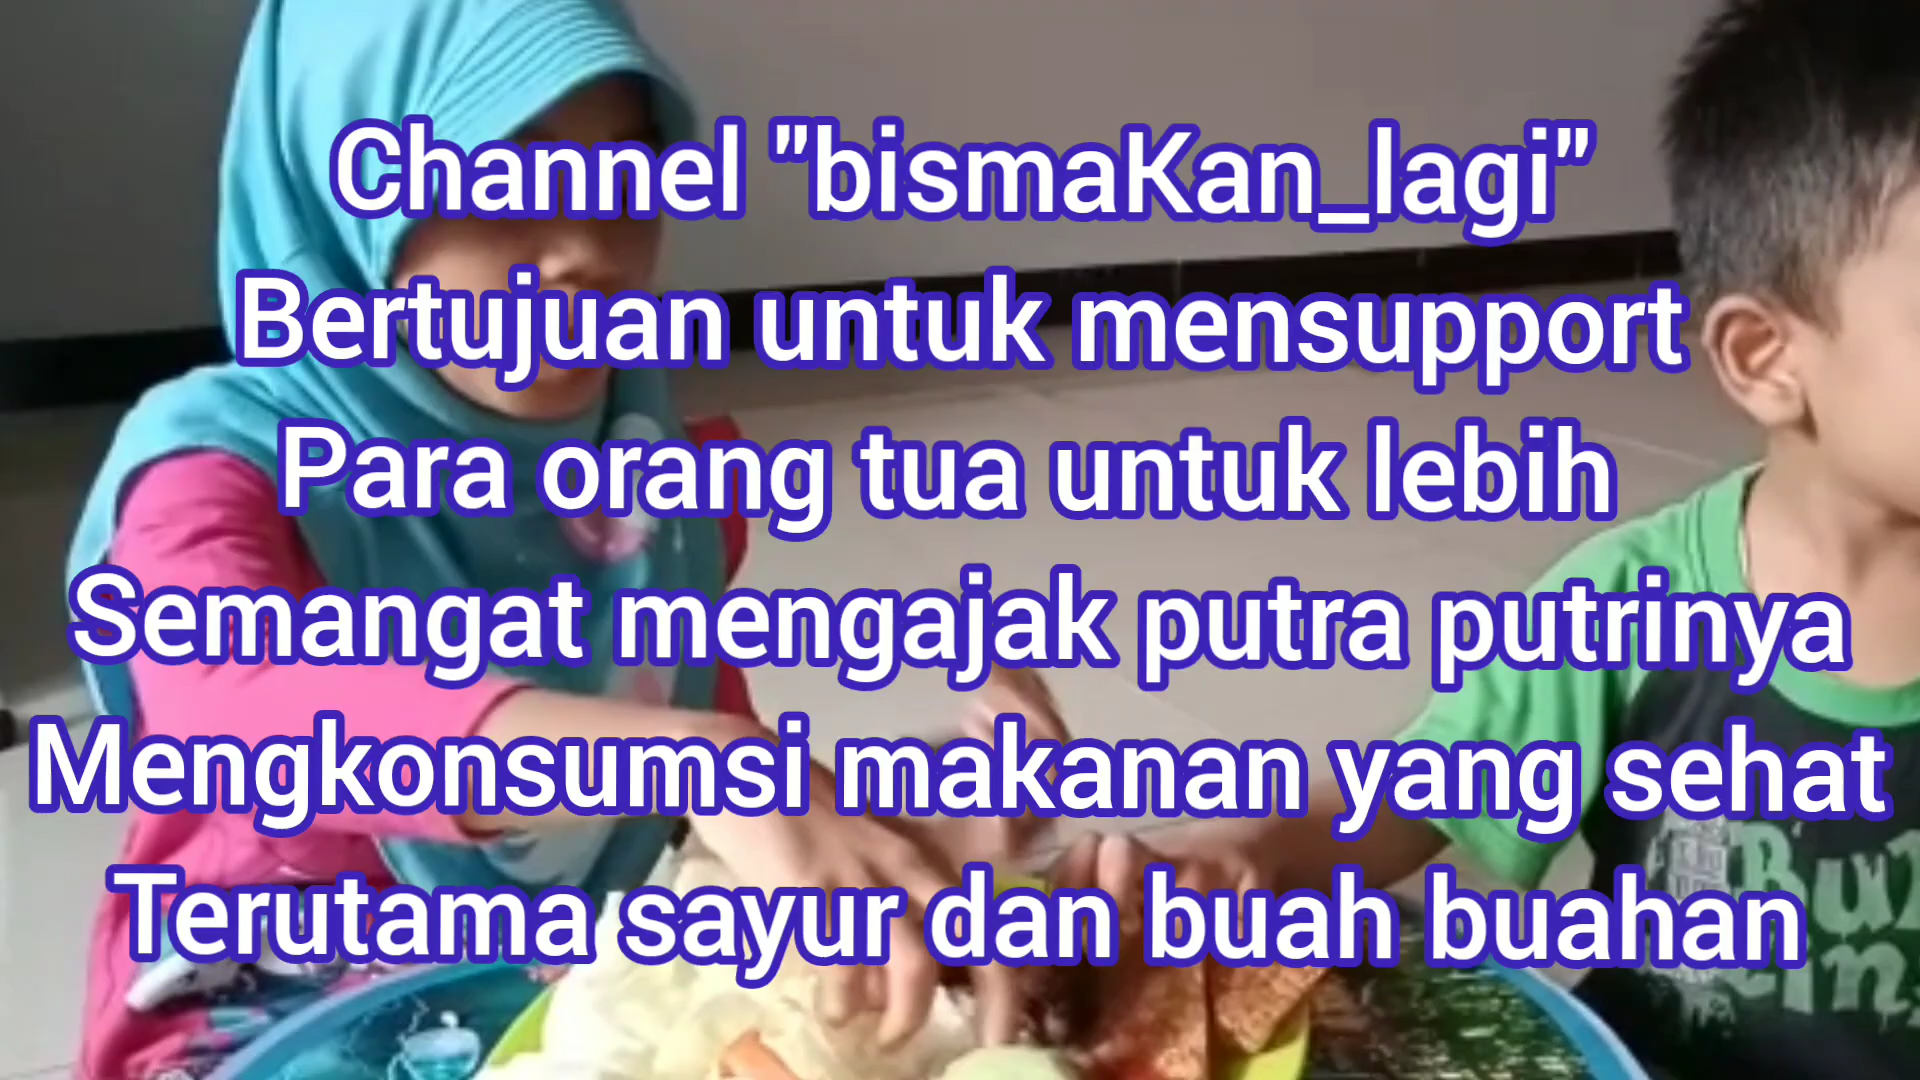 Channel "bismaKan_lagi"
Bertujuan untuk mensupport
Para orang tua untuk lebih
Semangat mengajak putra putrinya
Mengkonsumsi makanan yang sehat
Terutama sayur dan buah buahan